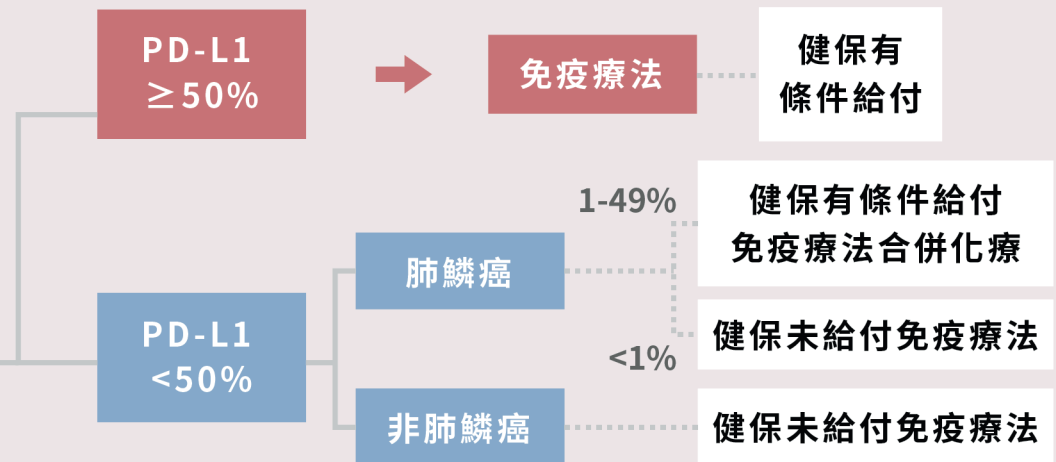 PD-L1
≥50%
免疫療法
健保有
條件給付
1-49%
健保有條件給付
免疫療法合併化療
肺鱗癌
PD-L1
<50%
<1%
健保未給付免疫療法
非肺鱗癌
健保未給付免疫療法